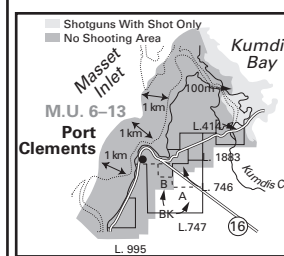 Shotguns With Shot Only
No Shooting Area
Kumdis
Bay
Masset
Inlet
100m
1 km
M.U. 6–13
1 km
Port
Clements
L.414
1 km
1883
Kumdis C
B
A
L. 746
BK
L.747
16
L. 995